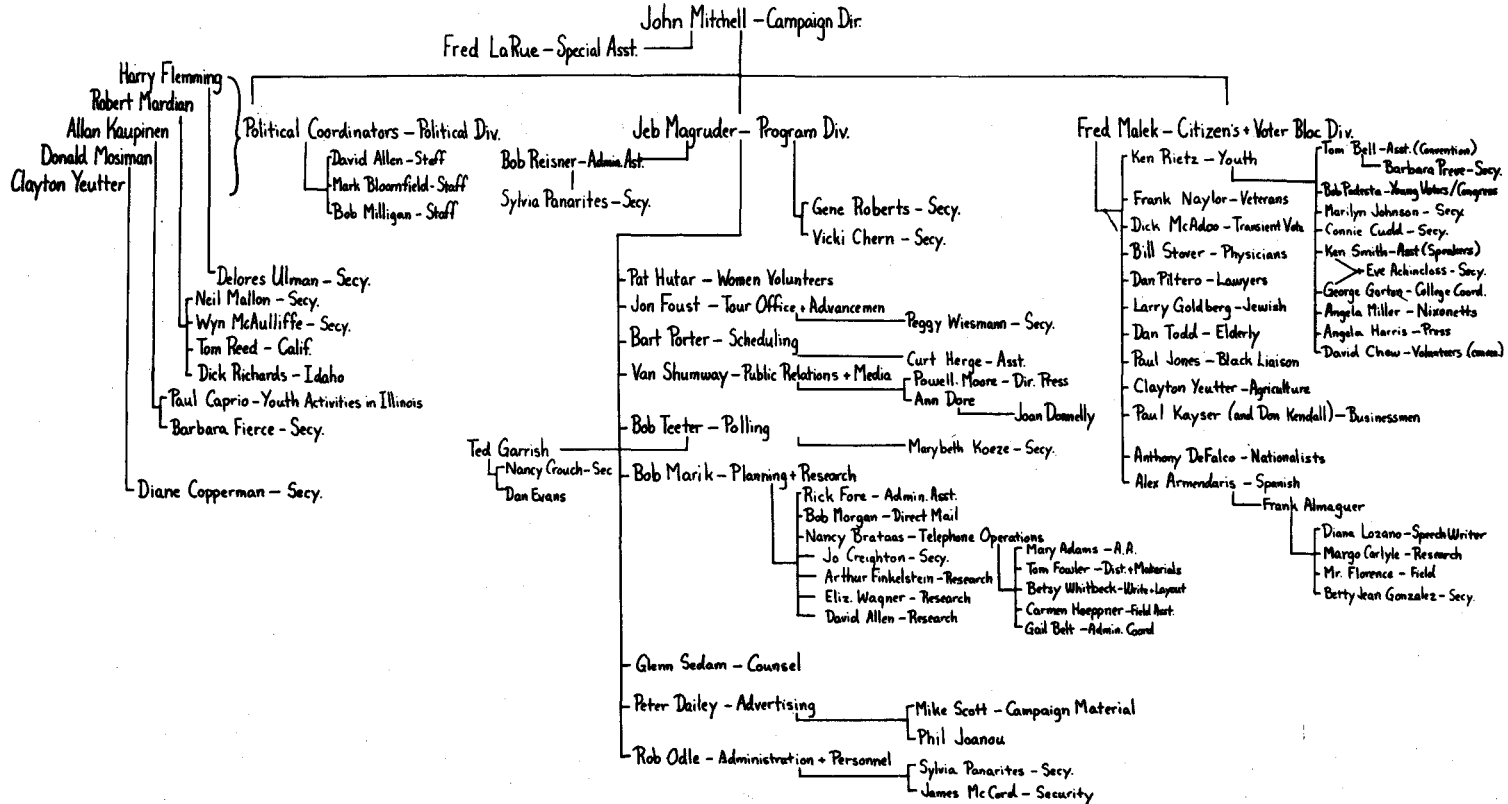 John Mitchell – Campaign Dir.
Fred LaRue – Special Asst.
Harry Flemming
Robert Mardian
Allan Kaupinen
Donald Mosiman
Clayton Yeutter
Political Coordinators – Political Div.
David Allen – Staff
Mark Bloomfield – Staff
Bob Milligan – Staff
Delores Ulman – Secy.
Neil Mallon – Secy.
Wyn McAulliffe – Secy.
Tom Reed – Calif.
Dick Richards – Idaho
Paul Caprio – Youth Activities in Illinois
Barbara Fierce – Secy.
Diane Copperman – Secy.
Jeb Magruder – Program Div.
Bob Reisner – Admin. Ast.
Sylvia Panarites – Secy.
Gene Roberts – Secy.
Vicki Chern – Secy.
Pat Hutar – Women Volunteers
Jon Foust – Tour Office + Advancemen
Peggy Wiesmann – Secy.
Bart Porter – Scheduling
Curt Herge – Asst.
Van Shumway – Public Relations + Media
Powell Moore – Dir. Press
Ann Dore
Joan Donnelly
Bob Teeter – Polling
Marybeth Koeze – Secy.
Ted Garrish
Nancy Crouch – Sec
Dan Evans
Bob Marik – Planning + Research
Rick Fore – Admin. Asst.
Bob Morgan – Direct Mail
Nancy Brataas – Telephone Operations
Jo Creighton – Secy.
Arthur Finkelstein – Research
Eliz. Wagner – Research
David Allen – Research
Mary Adams – A.A.
Tom Fowler – Dist. + Materials
Betsy Whitbeck – Write + Layout
Carmen Hoeppner – Field Asst.
Gail Belt – Admin. Coord
Glenn Sedam – Counsel
Peter Dailey – Advertising
Mike Scott – Campaign Material
Phil Joanou
Rob Odle – Administration + Personnel
Sylvia Panarites – Secy.
James McCord – Security
Fred Malek – Citizen's + Voter Bloc Div.
Ken Rietz – Youth
Frank Naylor – Veterans
Dick McAdoo – Transient Vote
Bill Stover – Physicians
Dan Piltero – Lawyers
Larry Goldberg – Jewish
Dan Todd – Elderly
Paul Jones – Black Liaison
Clayton Yeutter – Agriculture
Paul Kayser (and Don Kendall) – Businessmen
Anthony DeFalco – Nationalists
Alex Armendaris – Spanish
Frank Almaguer
Diana Lozano – Speech Writer
Margo Carlyle – Research
Mr. Florence – Field
Betty Jean Gonzalez – Secy.
Tom Bell – Asst. (Convention)
Barbara Preve – Secy.
Bob Podesta – Young Voters/Congress
Marilyn Johnson – Secy
Connie Cudd – Secy.
Ken Smith – Asst (Speakers)
Eve Achincloss – Secy.
George Gorton – College Coord.
Angela Miller – Nixonetts
Angela Harris – Press
David Chow – Volunteers